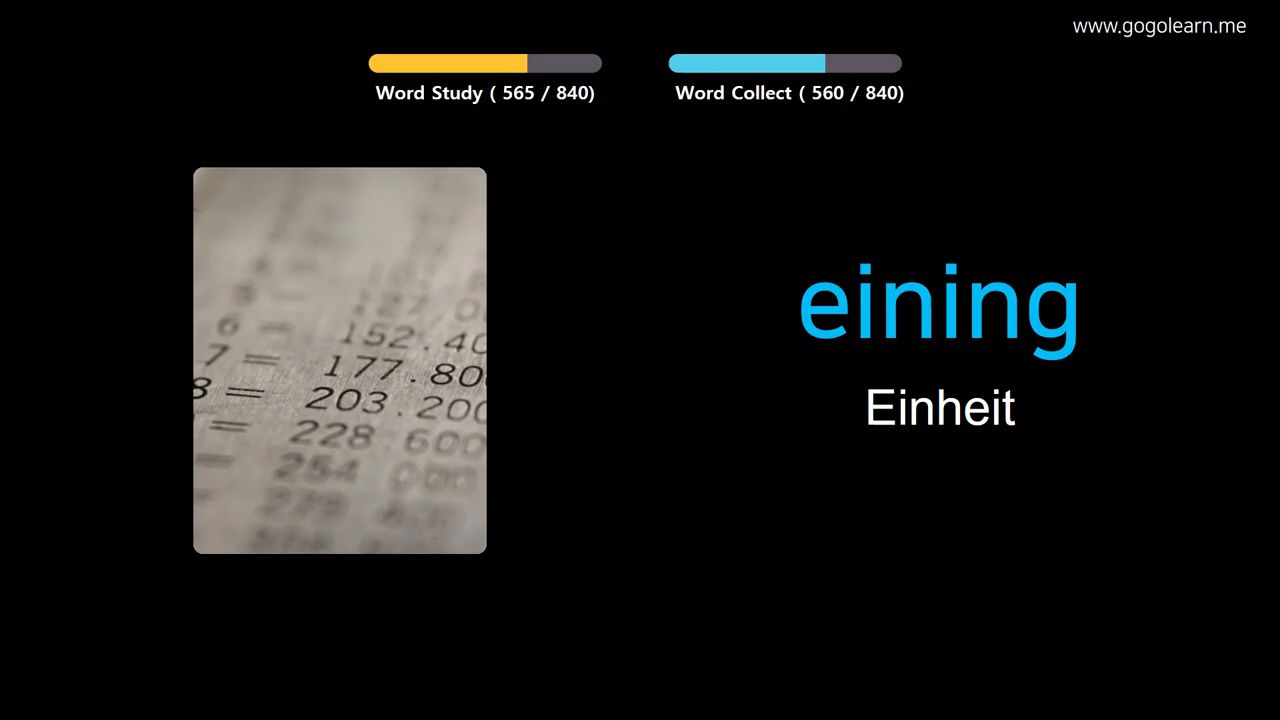 www.gogolearn.me
Word Study ( 565 / 840)
Word Collect ( 560 / 840)
6 = 152.40
7 = 177.80
8 = 203.200
= 228.600
= 254
eining
Einheit